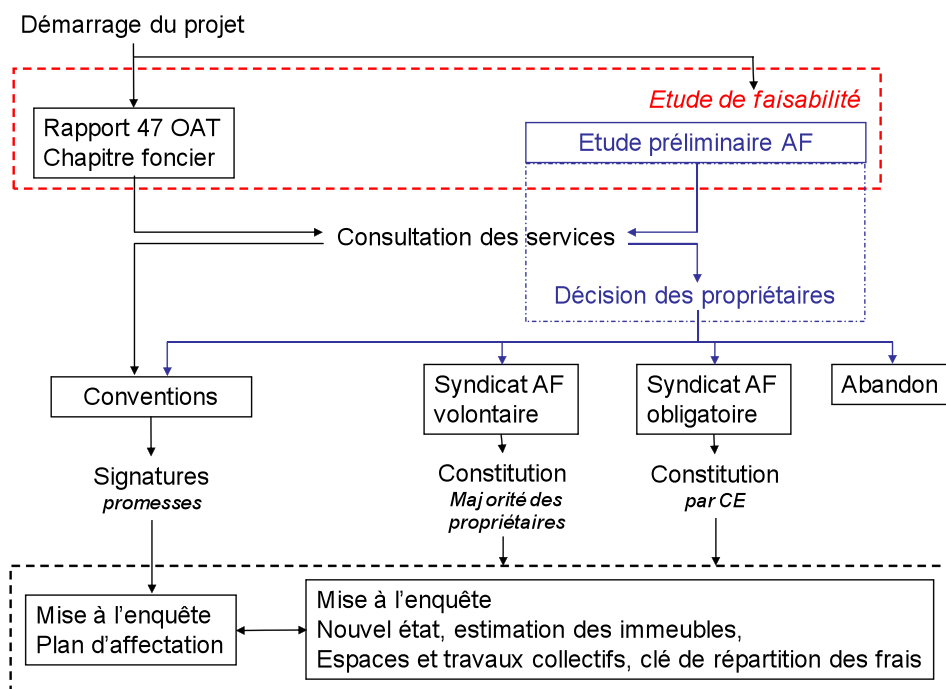 Démarrage du projet
Etude de faisabilité
Rapport 47 OAT
Chapitre foncier
Etude préliminaire AF
Consultation des services
Décision des propriétaires
Conventions
Syndicat AF
volontaire
Syndicat AF
obligatoire
Abandon
Signatures
promesses
Constitution
Majorité des
propriétaires
Constitution
par CE
Mise à l’enquête
Plan d’affectation
Mise à l’enquête
Nouvel état, estimation des immeubles,
Espaces et travaux collectifs, clé de répartition des frais